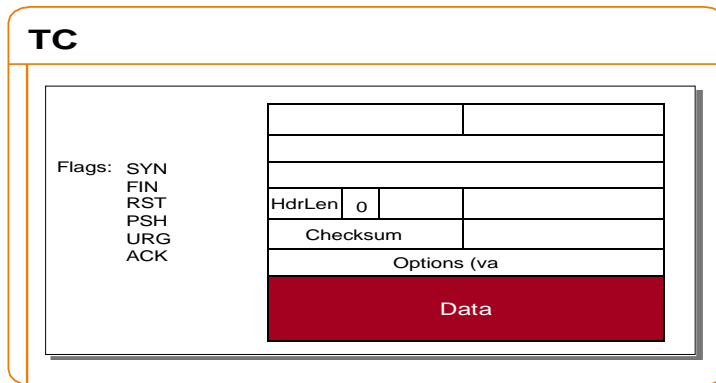 TC
Flags: SYN
FIN
RST
PSH
URG
ACK
HdrLen 0
Checksum
Options (va
Data